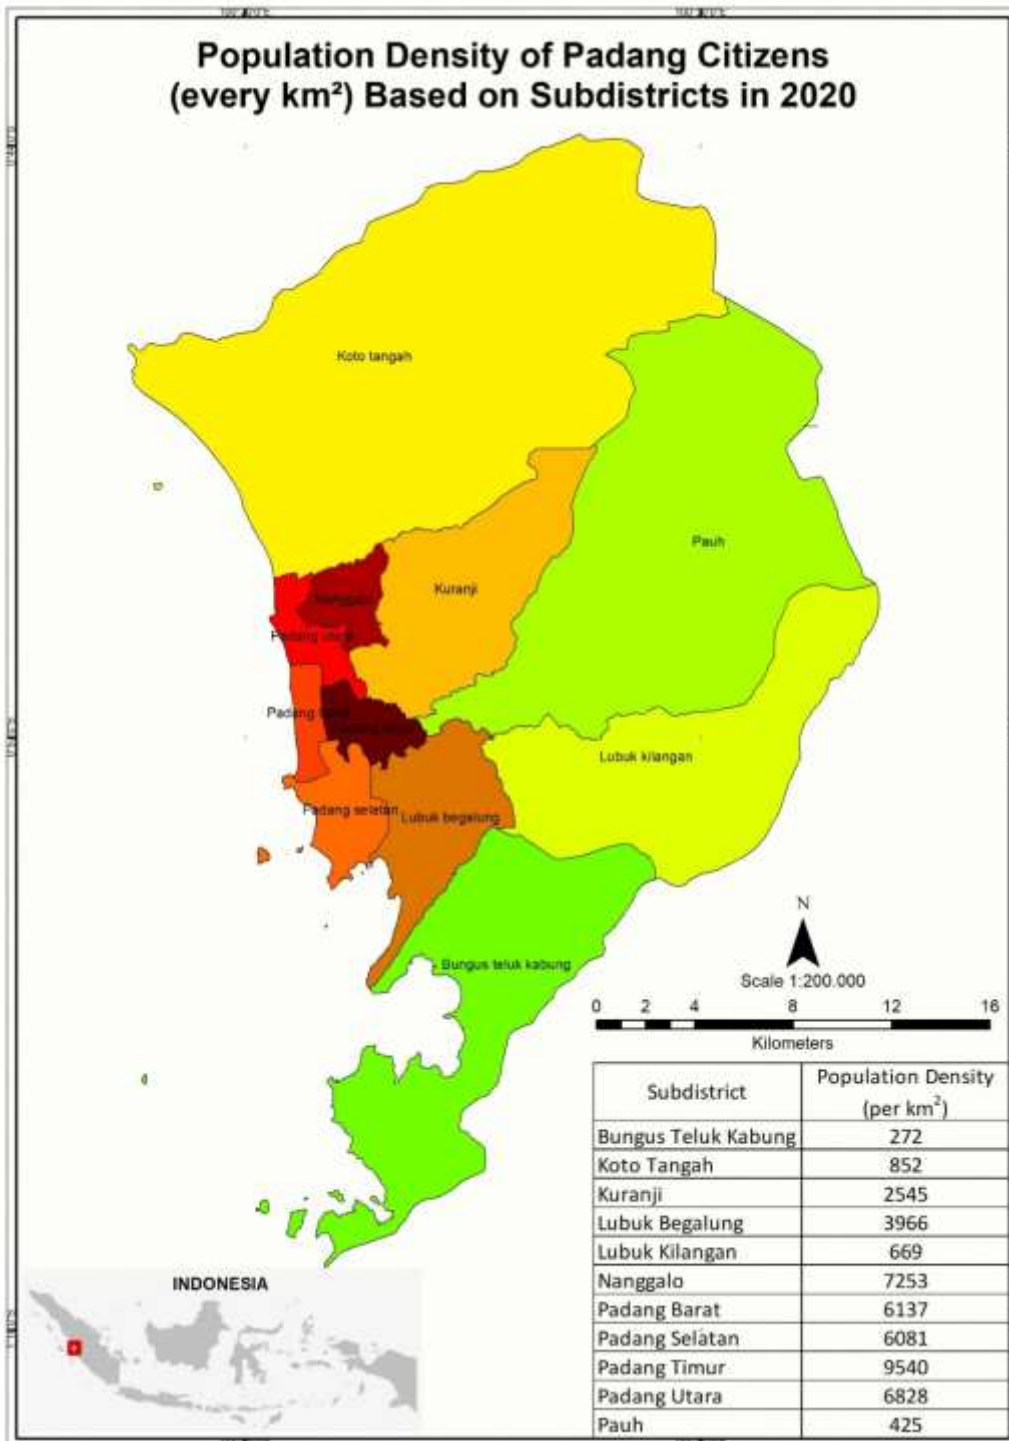 Population Density of Padang Citizens
(every km²) Based on Subdistricts in 2020
Koto tangah
Pauh
Kuranji
Nanggalo
Padang utara
Padang
Lubuk kilangan
Padang selatan
Lubuk begalung
Bungus teluk kabung
N
Scale 1:200.000
0 2 4 8 12 16
Kilometers
Subdistrict Population Density
(per km²)
Bungus Teluk Kabung 272
Koto Tangah 852
Kuranji 2545
Lubuk Begalung 3966
Lubuk Kilangan 669
Nanggalo 7253
Padang Barat 6137
Padang Selatan 6081
Padang Timur 9540
Padang Utara 6828
Pauh 425
INDONESIA